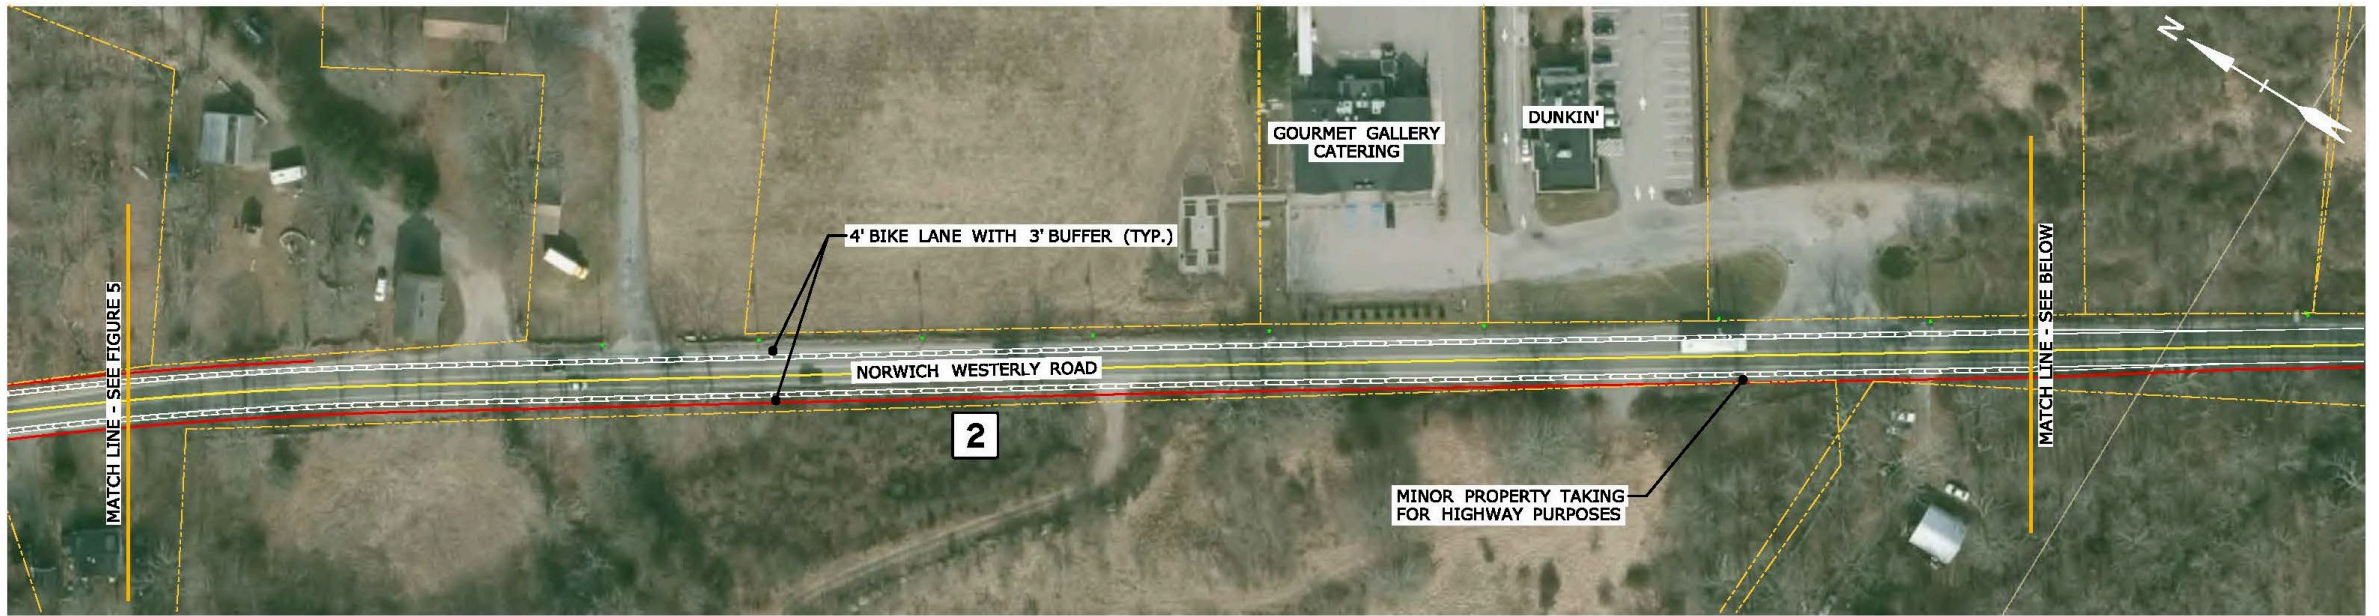 N
DUNKIN'
GOURMET GALLERY
CATERING
4' BIKE LANE WITH 3' BUFFER (TYP.)
MATCH LINE - SEE FIGURE 5
MATCH LINE - SEE BELOW
NORWICH WESTERLY ROAD
2
MINOR PROPERTY TAKING
FOR HIGHWAY PURPOSES